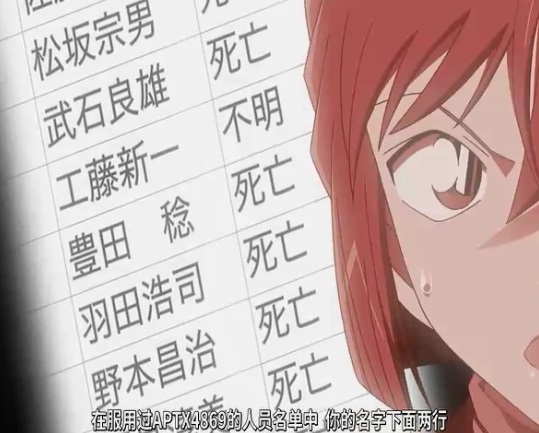 松坂宗男
武石良雄 死亡
工藤新一 不明
豊田 稔 死亡
羽田浩司 死亡
野本昌治 死亡
死亡
在服用过APTX4869的人员名单中 你的名字下面两行